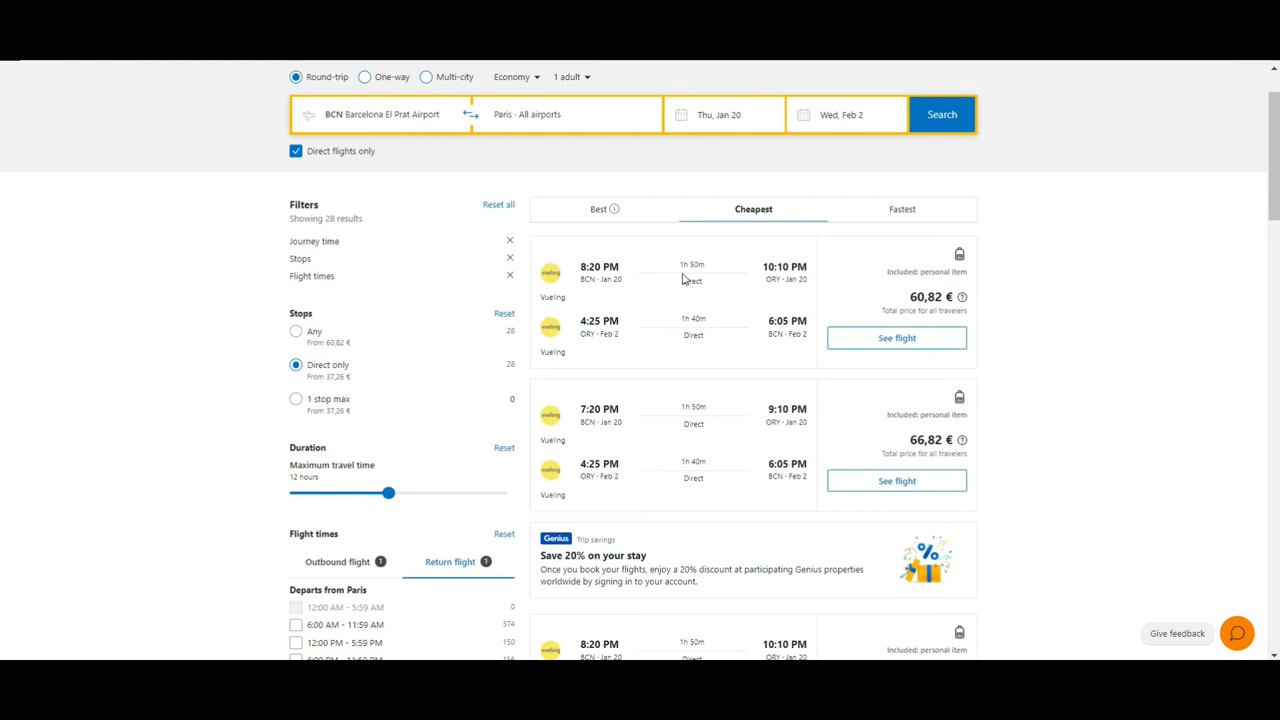 Round-trip One-way Multi-city Economy 1 adult
BCN Barcelona El Prat Airport Paris · All airports Thu, Jan 20 Wed, Feb 2 Search
Direct flights only
Filters
Showing 28 results
Reset all
Journey time
Stops
Flight times
Stops Reset
Any 28
From 60,82 €
Direct only 28
From 37,26 €
1 stop max 0
From 37,26 €
Duration Reset
Maximum travel time
12 hours
Flight times Reset
Outbound flight 1 Return flight 1
Departs from Paris
12:00 AM - 5:59 AM 0
6:00 AM - 11:59 AM 374
12:00 PM - 5:59 PM 150
Best Cheapest Fastest
vueling 8:20 PM 1h 50m 10:10 PM
BCN · Jan 20 ORY · Jan 20
Vueling
vueling 4:25 PM 1h 40m 6:05 PM
ORY · Feb 2 Direct BCN · Feb 2
Vueling
Included: personal item
60,82 €
Total price for all travelers
See flight
vueling 7:20 PM 1h 50m 9:10 PM
BCN · Jan 20 Direct ORY · Jan 20
Vueling
vueling 4:25 PM 1h 40m 6:05 PM
ORY · Feb 2 Direct BCN · Feb 2
Vueling
Included: personal item
66,82 €
Total price for all travelers
See flight
Genius Trip savings
Save 20% on your stay
Once you book your flights, enjoy a 20% discount at participating Genius properties
worldwide by signing in to your account.
vueling 8:20 PM 1h 50m 10:10 PM
BCN · Jan 20 Direct ORY · Jan 20
Included: personal item
Give feedback